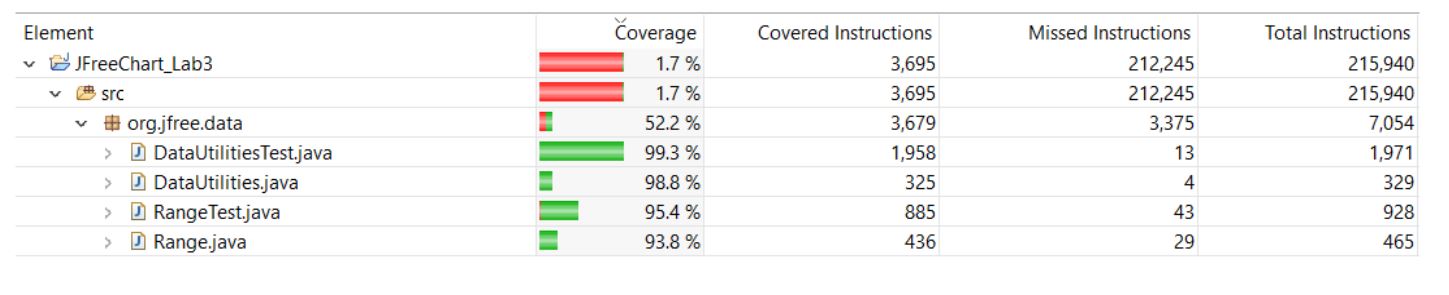 Element Coverage Covered Instructions Missed Instructions Total Instructions
JFreeChart_Lab3 1.7 % 3,695 212,245 215,940
src 1.7 % 3,695 212,245 215,940
org.jfree.data 52.2 % 3,679 3,375 7,054
DataUtilitiesTest.java 99.3 % 1,958 13 1,971
DataUtilities.java 98.8 % 325 4 329
RangeTest.java 95.4 % 885 43 928
Range.java 93.8 % 436 29 465